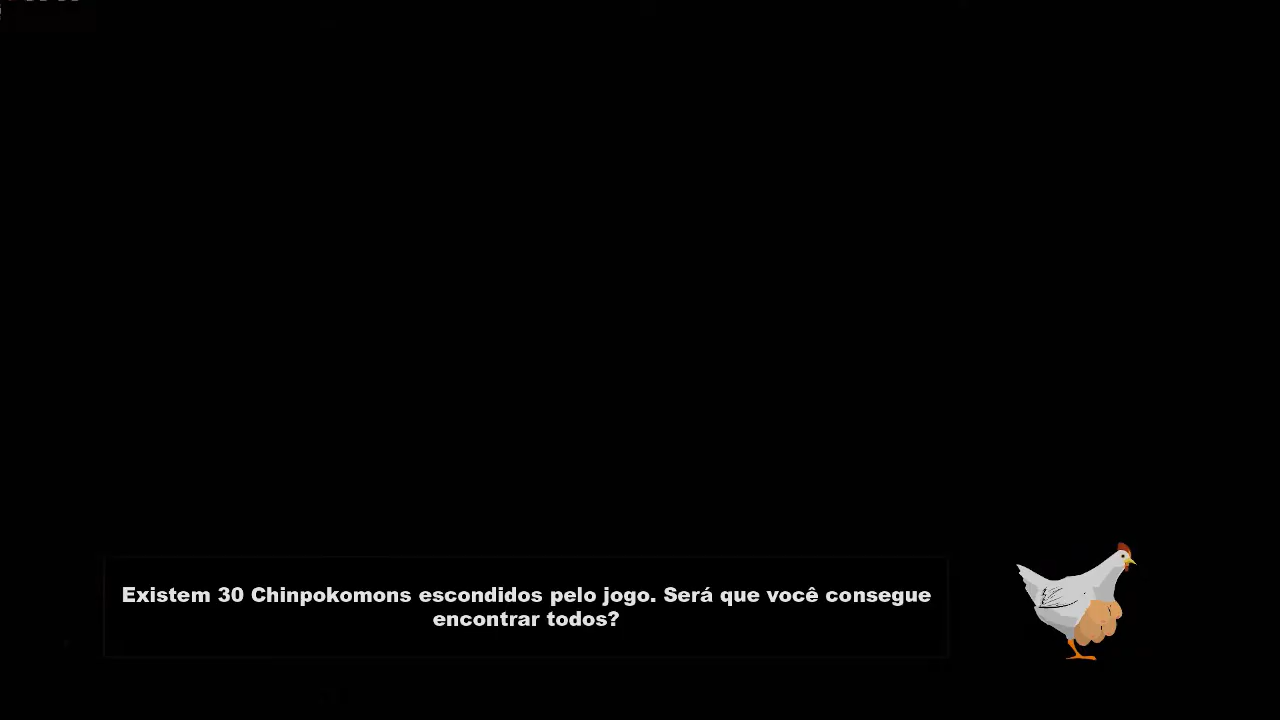 Existem 30 Chinpokomons escondidos pelo jogo. Será que você consegue
encontrar todos?